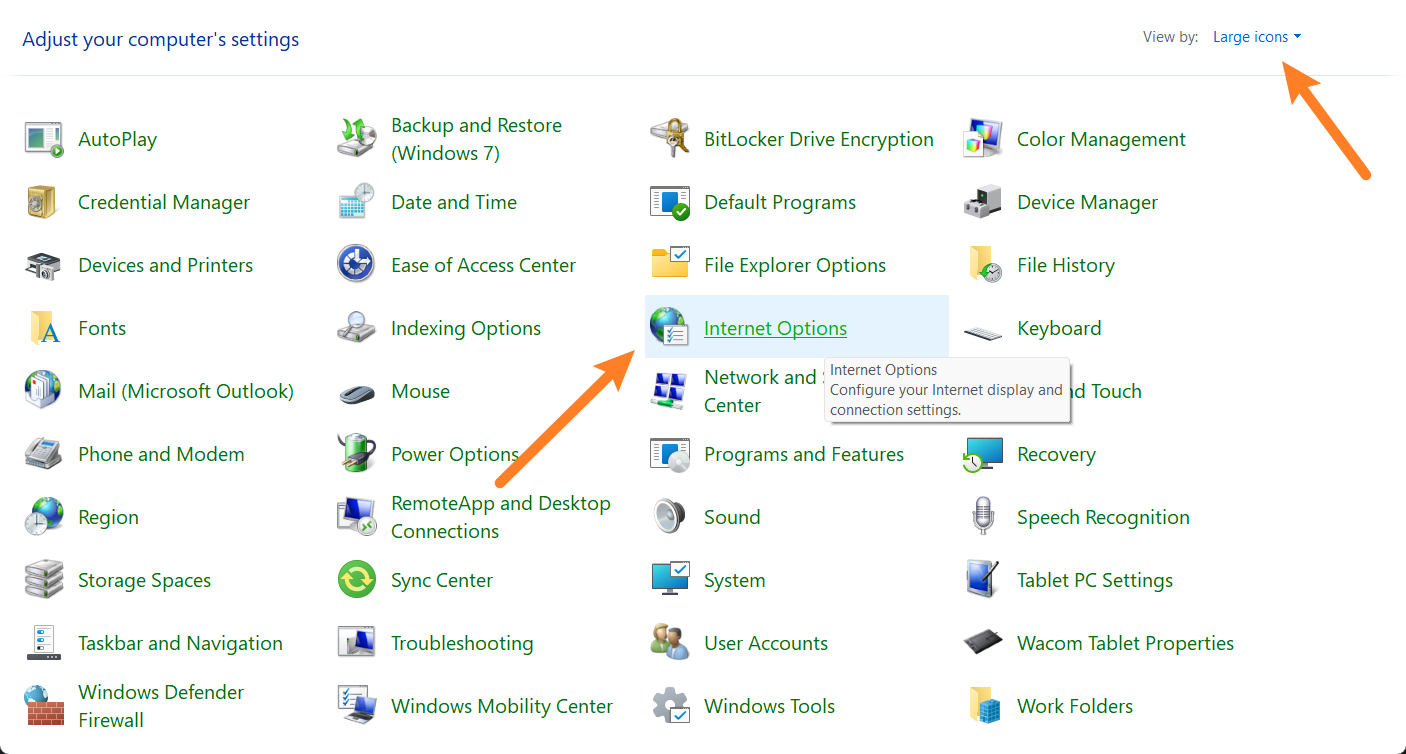 Adjust your computer's settings
View by: Large icons
AutoPlay
Backup and Restore
(Windows 7)
BitLocker Drive Encryption
Color Management
Credential Manager
Date and Time
Default Programs
Device Manager
Devices and Printers
Ease of Access Center
File Explorer Options
File History
Fonts
Indexing Options
Internet Options
Keyboard
Internet Options
Configure your Internet display and
connection settings.
Mail (Microsoft Outlook)
Mouse
Network and
Center
Touch
Phone and Modem
Power Options
Programs and Features
Recovery
Region
RemoteApp and Desktop
Connections
Sound
Speech Recognition
Storage Spaces
Sync Center
System
Tablet PC Settings
Taskbar and Navigation
Troubleshooting
User Accounts
Wacom Tablet Properties
Windows Defender
Firewall
Windows Mobility Center
Windows Tools
Work Folders